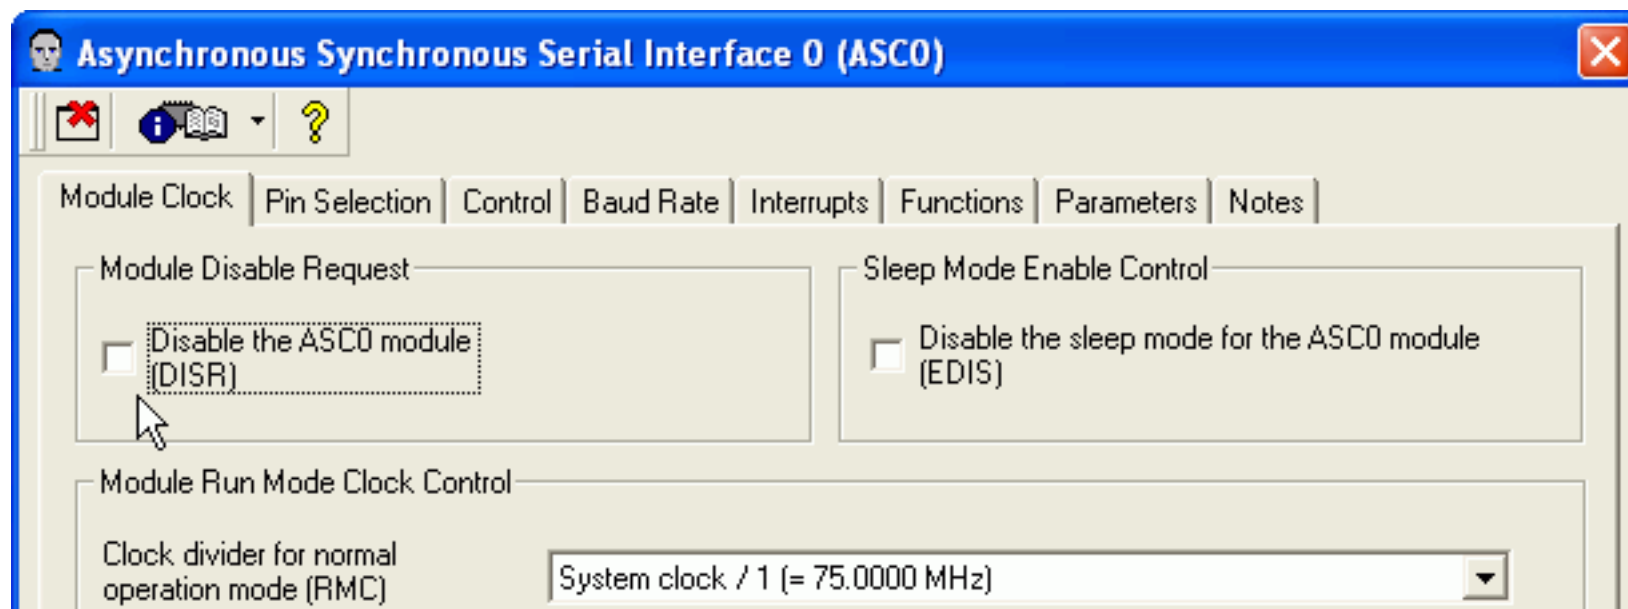 Asynchronous Synchronous Serial Interface 0 (ASC0)
Module Clock Pin Selection Control Baud Rate Interrupts Functions Parameters Notes
Module Disable Request
Disable the ASC0 module
(DISR)
Sleep Mode Enable Control
Disable the sleep mode for the ASC0 module
(EDIS)
Module Run Mode Clock Control
Clock divider for normal
operation mode (RMC)
System clock / 1 (= 75.0000 MHz)